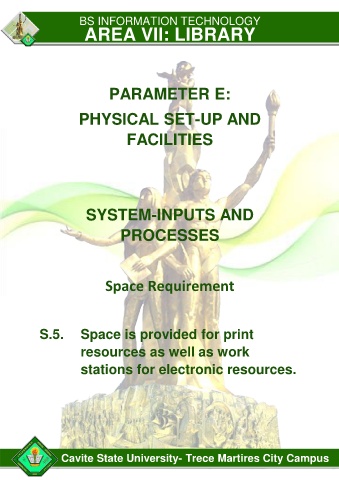 BS INFORMATION TECHNOLOGY
AREA VII: LIBRARY
PARAMETER E:
PHYSICAL SET-UP AND
FACILITIES
SYSTEM-INPUTS AND
PROCESSES
Space Requirement
S.5. Space is provided for print
resources as well as work
stations for electronic resources.
Cavite State University- Trece Martires City Campus